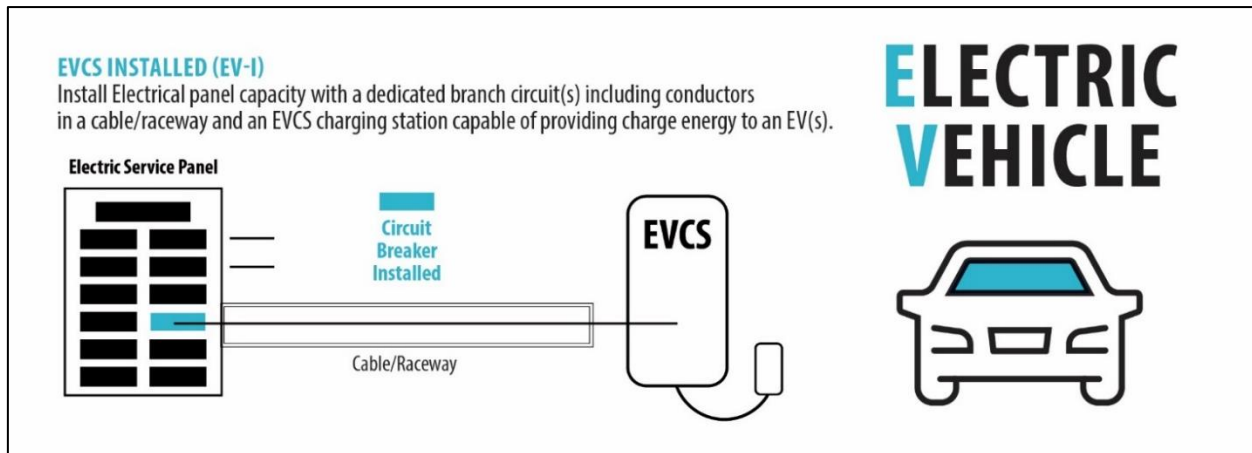 EVCS INSTALLED (EV-I)
Install Electrical panel capacity with a dedicated branch circuit(s) including conductors
in a cable/raceway and an EVCS charging station capable of providing charge energy to an EV(s).
Electric Service Panel
Circuit
Breaker
Installed
EVCS
Cable/Raceway
ELECTRIC
VEHICLE